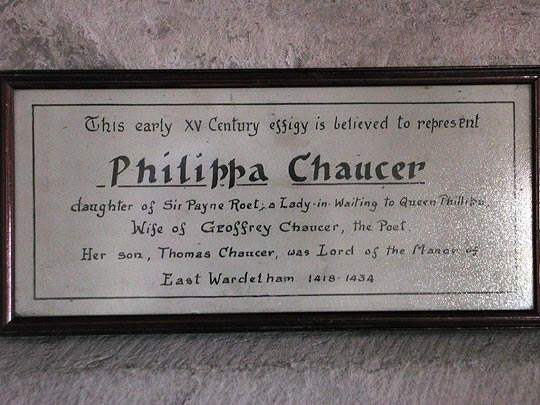 This early XV Century effigy is believed to represent
Philippa Chaucer
daughter of Sir Payne Roet; a Lady-in-Waiting to Queen Phillipa,
Wife of Geoffrey Chaucer, the Poet.
Her son, Thomas Chaucer, was Lord of the Manor of
East Wardelham 1418-1434